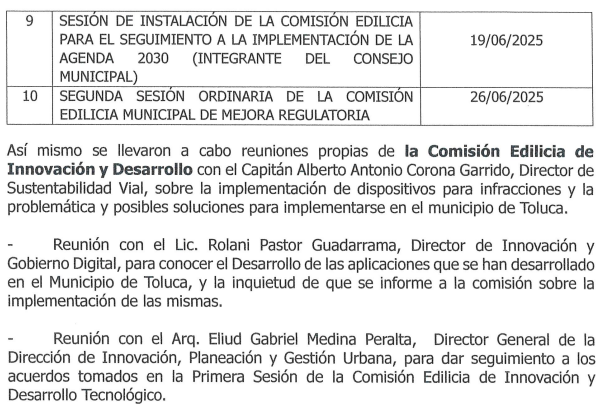 9 SESIÓN DE INSTALACIÓN DE LA COMISIÓN EDILICIA
PARA EL SEGUIMIENTO A LA IMPLEMENTACIÓN DE LA
AGENDA 2030 (INTEGRANTE DEL CONSEJO
MUNICIPAL)
19/06/2025
10 SEGUNDA SESIÓN ORDINARIA DE LA COMISIÓN
EDILICIA MUNICIPAL DE MEJORA REGULATORIA
26/06/2025
Así mismo se llevaron a cabo reuniones propias de la Comisión Edilicia de
Innovación y Desarrollo con el Capitán Alberto Antonio Corona Garrido, Director de
Sustentabilidad Vial, sobre la implementación de dispositivos para infracciones y la
problemática y posibles soluciones para implementarse en el municipio de Toluca.
- Reunión con el Lic. Rolani Pastor Guadarrama, Director de Innovación y
Gobierno Digital, para conocer el Desarrollo de las aplicaciones que se han desarrollado
en el Municipio de Toluca, y la inquietud de que se informe a la comisión sobre la
implementación de las mismas.
- Reunión con el Arq. Eliud Gabriel Medina Peralta, Director General de la
Dirección de Innovación, Planeación y Gestión Urbana, para dar seguimiento a los
acuerdos tomados en la Primera Sesión de la Comisión Edilicia de Innovación y
Desarrollo Tecnológico.